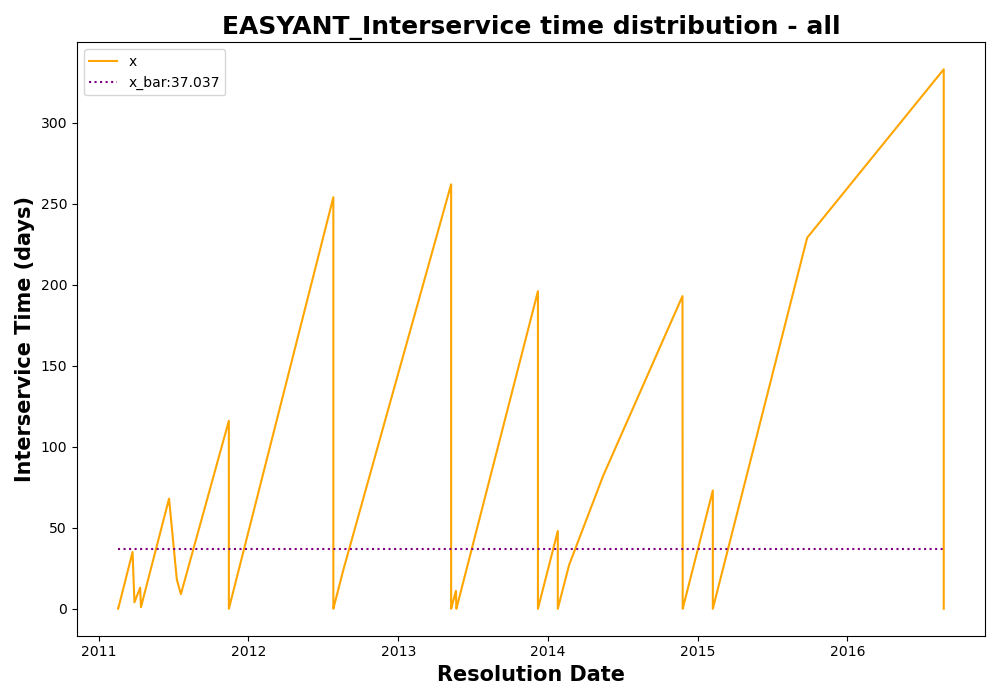 EASYANT_Interservice time distribution - all
x
x_bar:37.037
Interservice Time (days)
300
250
200
150
100
50
0
2011
2012
2013
2014
2015
2016
Resolution Date